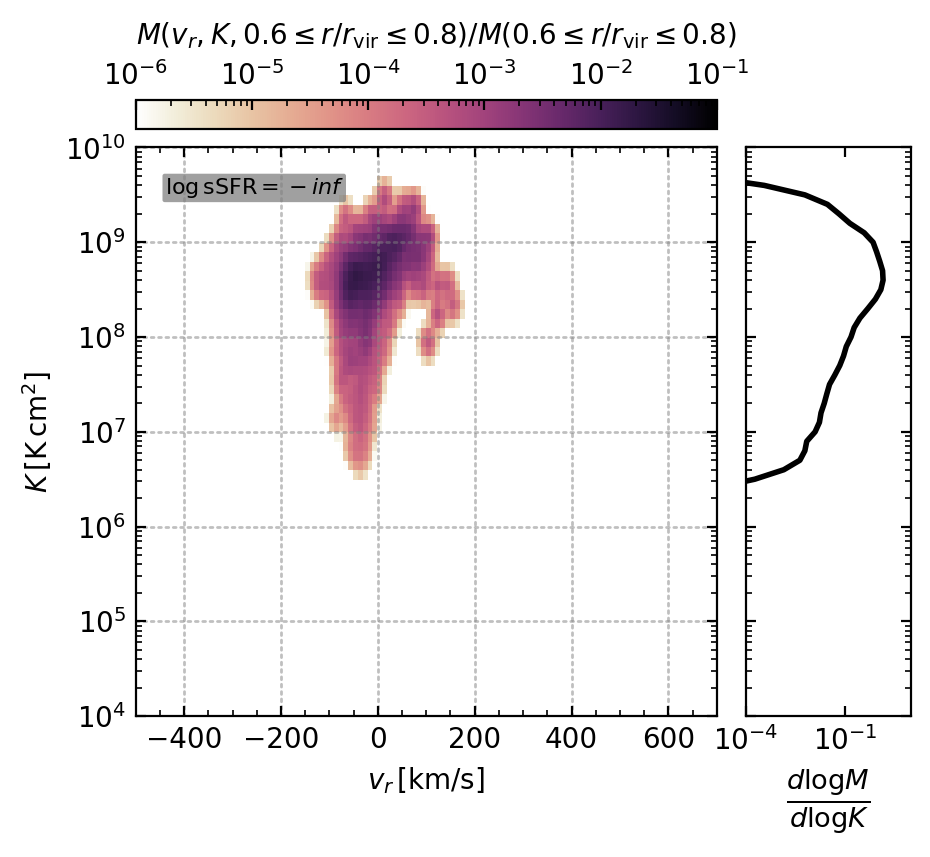 M(v_r, K, 0.6 ≤ r/r_vir ≤ 0.8)/M(0.6 ≤ r/r_vir ≤ 0.8)
10^−6 10^−5 10^−4 10^−3 10^−2 10^−1
10^10
log sSFR = −inf
10^9
10^8
10^7
K [K cm^2]
10^6
10^5
10^4
−400 −200 0 200 400 600 10^−4 10^−1
v_r [km/s]
dlogM
dlogK